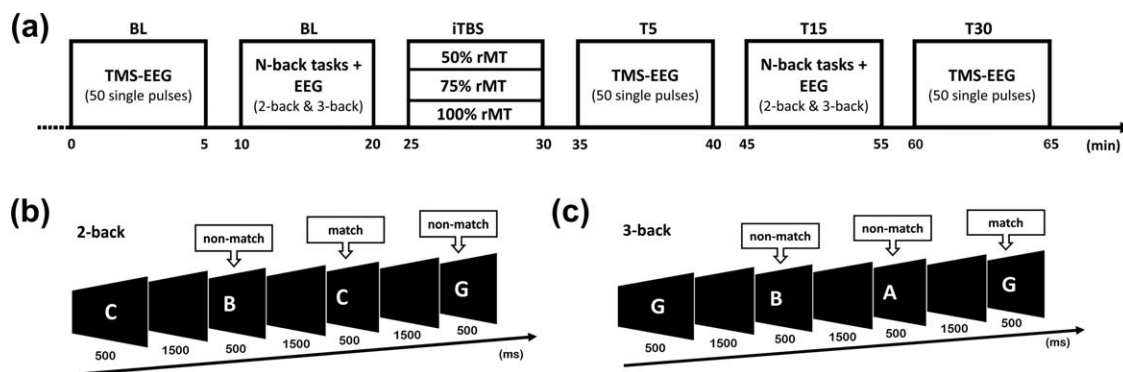 (a)
BL
BL
iTBS
T5
T15
T30
TMS-EEG
(50 single pulses)
N-back tasks +
EEG
(2-back & 3-back)
50% rMT
75% rMT
100% rMT
TMS-EEG
(50 single pulses)
N-back tasks +
EEG
(2-back & 3-back)
TMS-EEG
(50 single pulses)
0
5
10
20
25
30
35
40
45
55
60
65
(min)
(b)
2-back
non-match
match
non-match
C
B
C
G
500
1500
500
1500
500
1500
500
(ms)
(c)
3-back
non-match
non-match
match
G
B
A
G
500
1500
500
1500
500
1500
500
(ms)